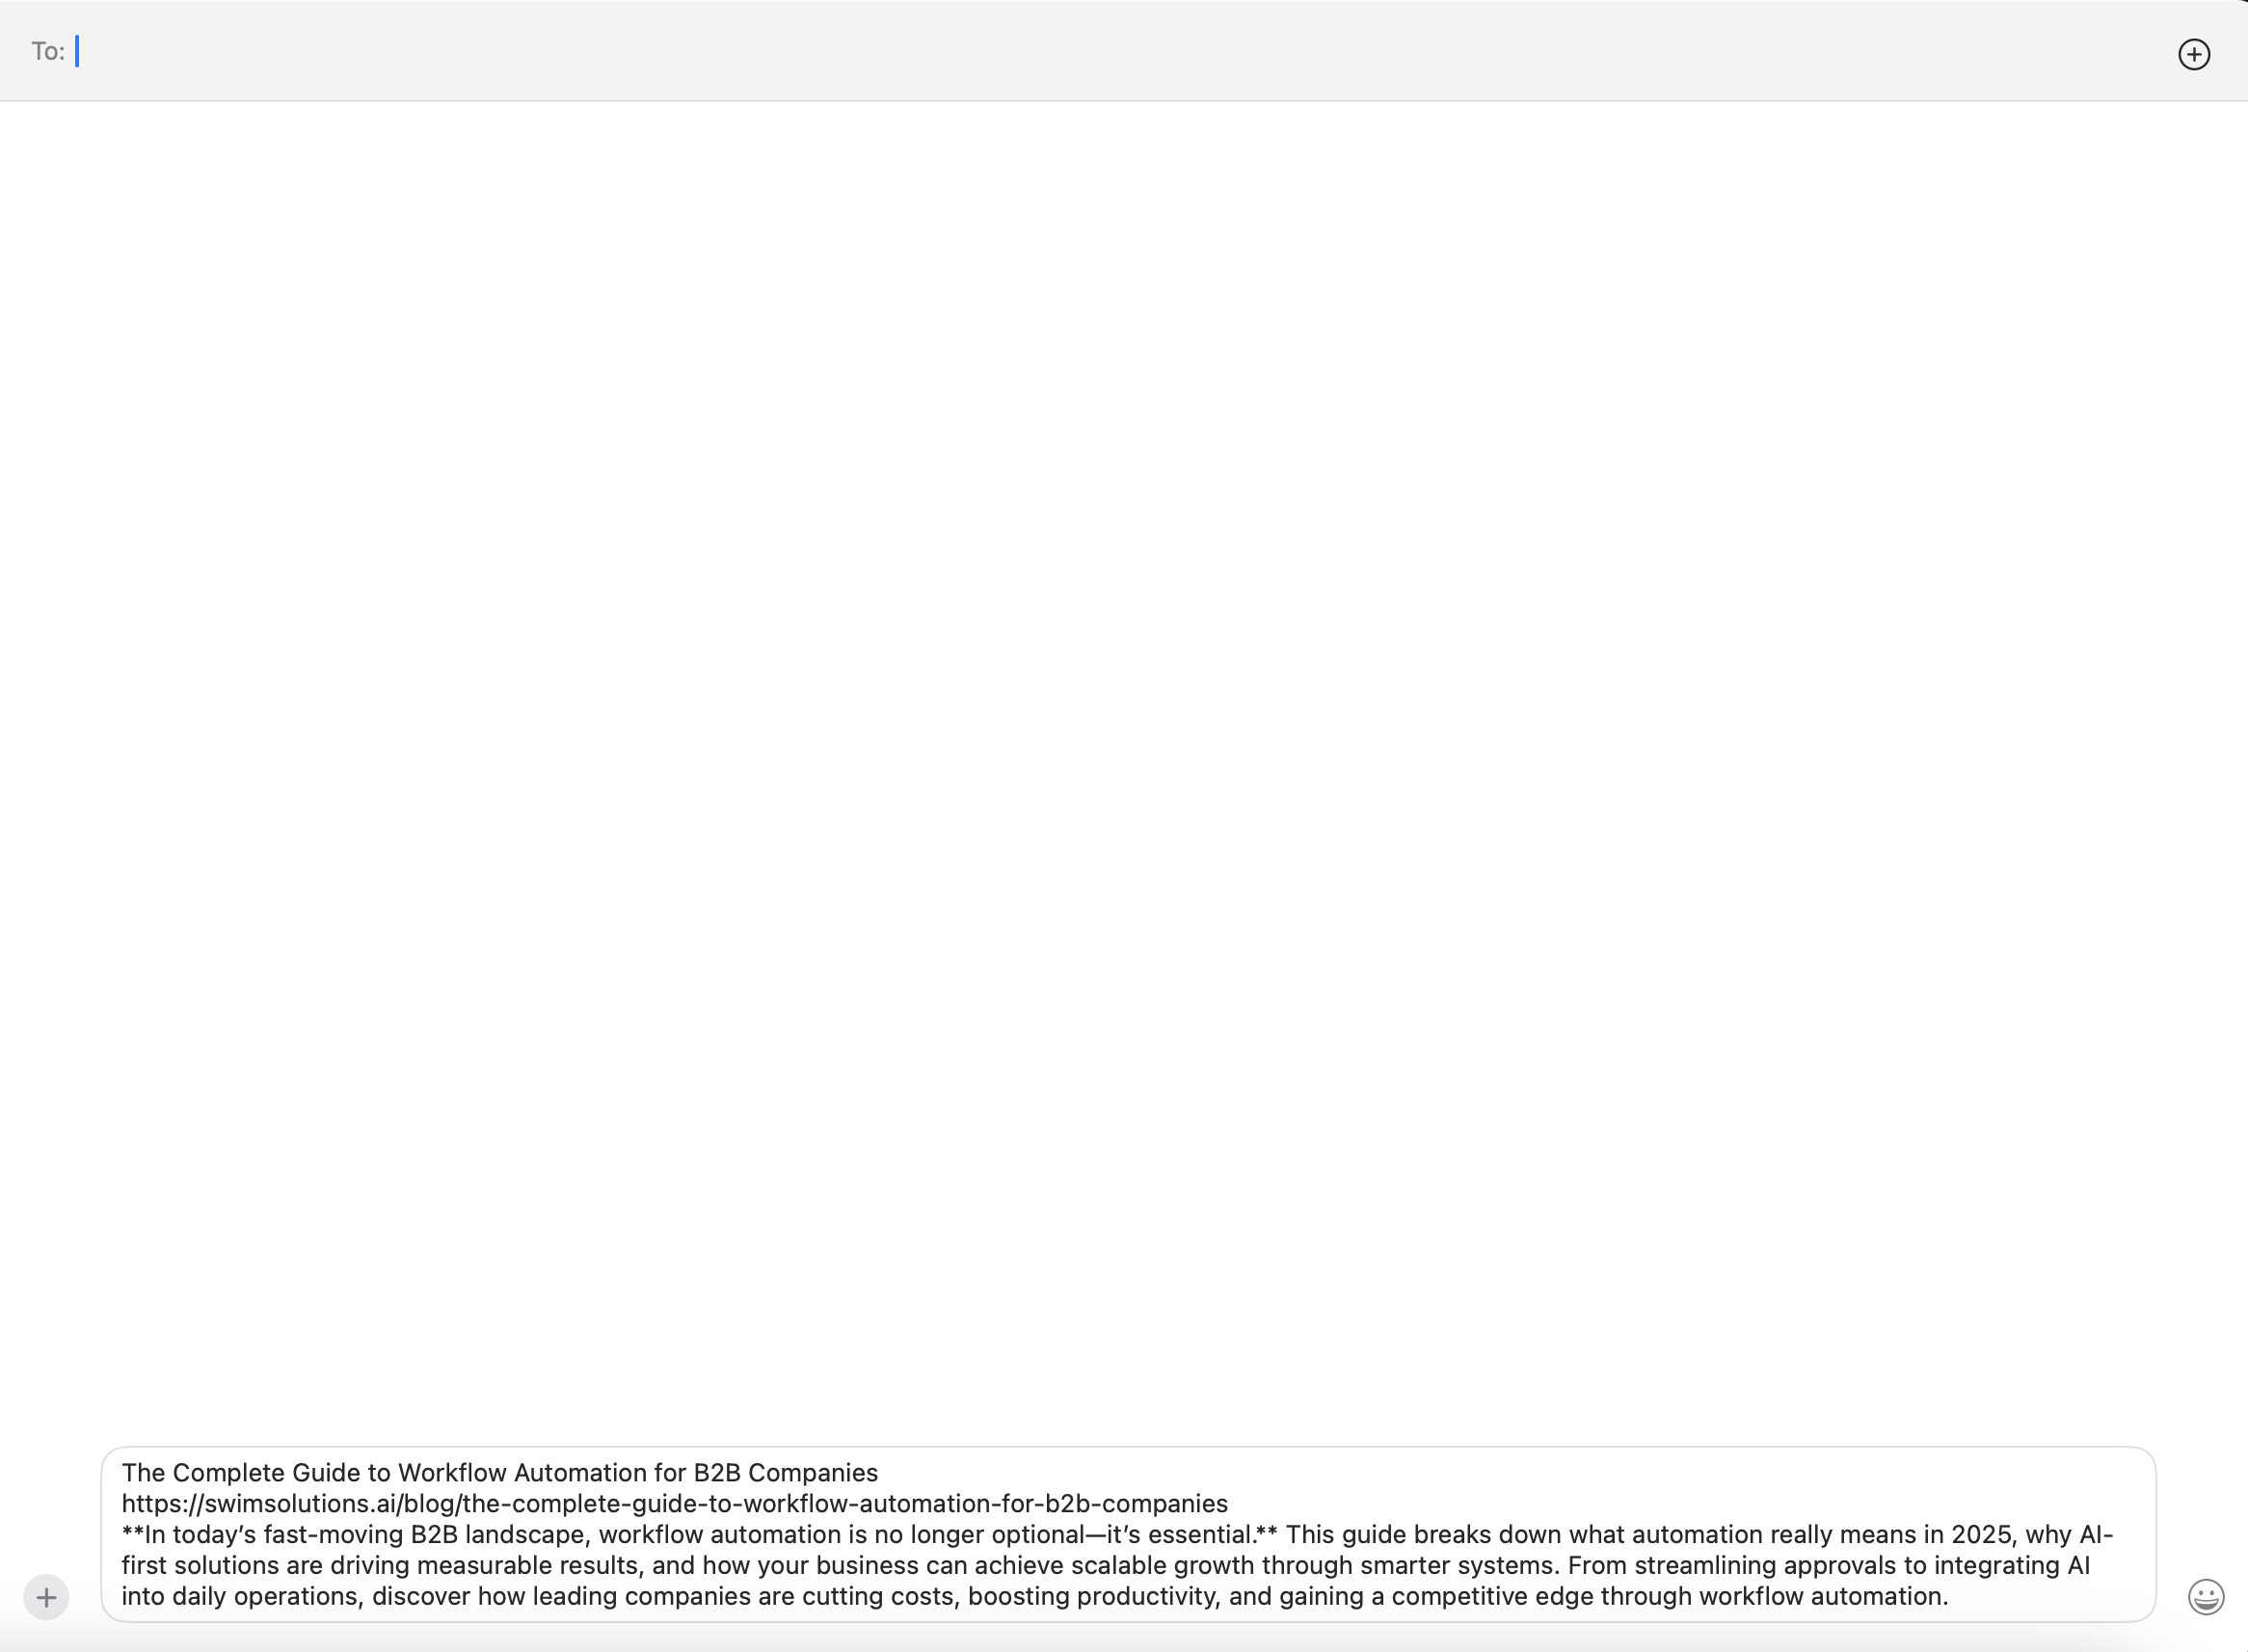 To:
The Complete Guide to Workflow Automation for B2B Companies
https://swimsolutions.ai/blog/the-complete-guide-to-workflow-automation-for-b2b-companies
**In today’s fast-moving B2B landscape, workflow automation is no longer optional—it’s essential.** This guide breaks down what automation really means in 2025, why AI-
first solutions are driving measurable results, and how your business can achieve scalable growth through smarter systems. From streamlining approvals to integrating AI
into daily operations, discover how leading companies are cutting costs, boosting productivity, and gaining a competitive edge through workflow automation.